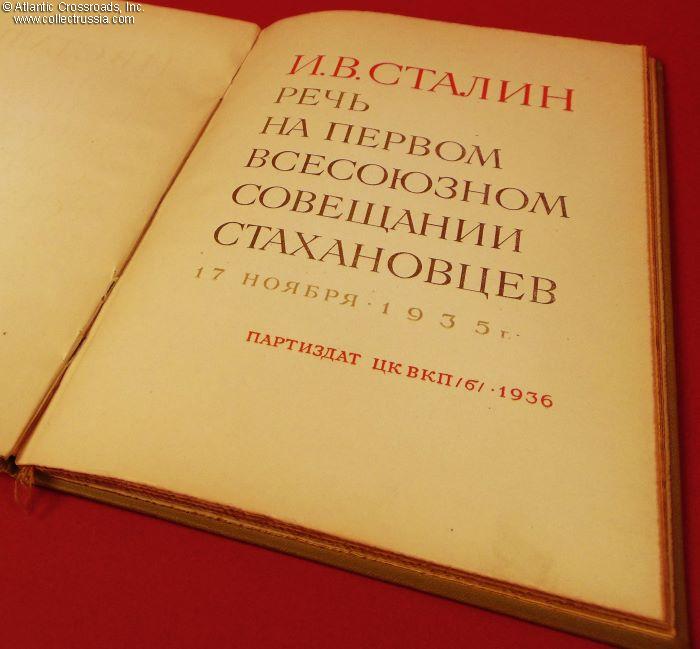 © Atlantic Crossroads, Inc.
www.collectrussia.com
И.В.СТАЛИН
РЕЧЬ
НА ПЕРВОМ
ВСЕСОЮЗНОМ
СОВЕЩАНИИ
СТАХАНОВЦЕВ
17 НОЯБРЯ · 1935 г.
ПАРТИЗДАТ ЦК ВКП/б/ · 1936